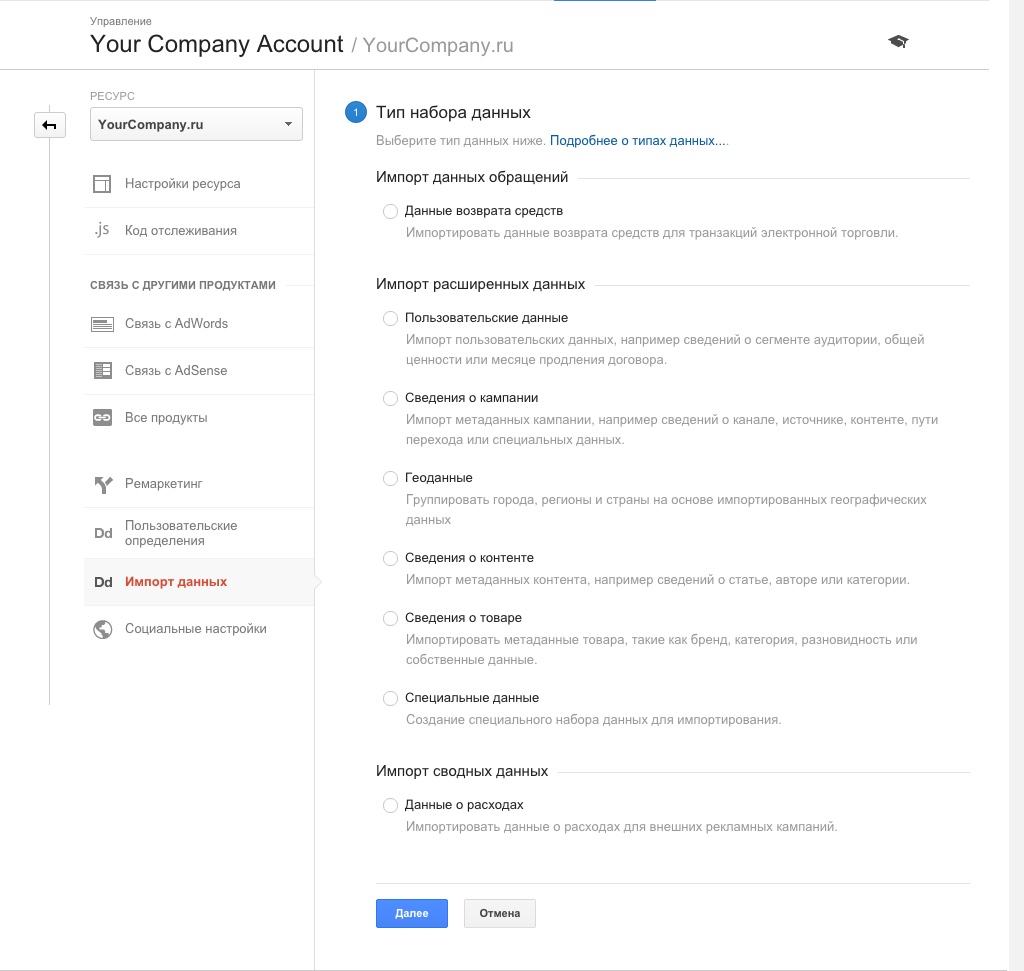 Управление
Your Company Account / YourCompany.ru
РЕСУРС
YourCompany.ru
Настройки ресурса
.js Код отслеживания
СВЯЗЬ С ДРУГИМИ ПРОДУКТАМИ
Связь с AdWords
Связь с AdSense
Все продукты
Ремаркетинг
Dd Пользовательские
определения
Dd Импорт данных
Социальные настройки
1 Тип набора данных
Выберите тип данных ниже. Подробнее о типах данных....
Импорт данных обращений
Данные возврата средств
Импортировать данные возврата средств для транзакций электронной торговли.
Импорт расширенных данных
Пользовательские данные
Импорт пользовательских данных, например сведений о сегменте аудитории, общей
ценности или месяце продления договора.
Сведения о кампании
Импорт метаданных кампании, например сведений о канале, источнике, контенте, пути
перехода или специальных данных.
Геоданные
Группировать города, регионы и страны на основе импортированных географических
данных
Сведения о контенте
Импорт метаданных контента, например сведений о статье, авторе или категории.
Сведения о товаре
Импортировать метаданные товара, такие как бренд, категория, разновидность или
собственные данные.
Специальные данные
Создание специального набора данных для импортирования.
Импорт сводных данных
Данные о расходах
Импортировать данные о расходах для внешних рекламных кампаний.
Далее
Отмена